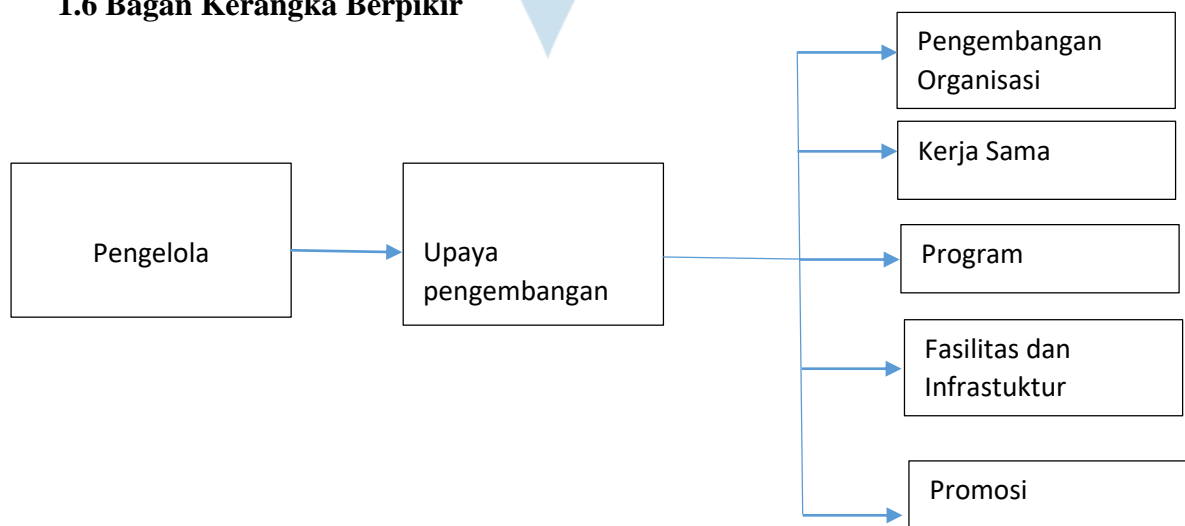 1.6 Bagan Kerangka Berpikir
Pengelola
Upaya
pengembangan
Pengembangan
Organisasi
Kerja Sama
Program
Fasilitas dan
Infrastuktur
Promosi